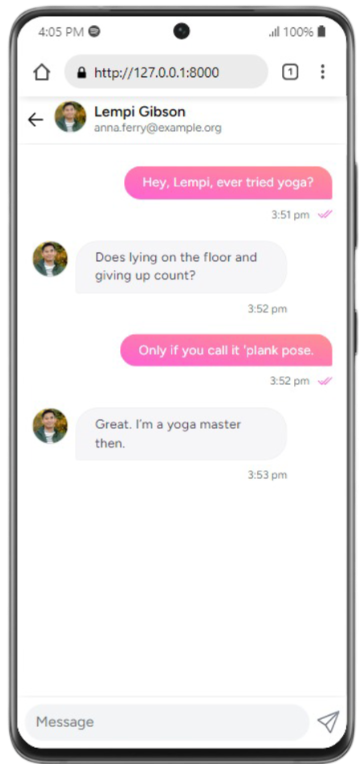 4:05 PM
100%
http://127.0.0.1:8000
1
Lempi Gibson
anna.ferry@example.org
Hey, Lempi, ever tried yoga?
3:51 pm
Does lying on the floor and
giving up count?
3:52 pm
Only if you call it 'plank pose.
3:52 pm
Great. I'm a yoga master
then.
3:53 pm
Message